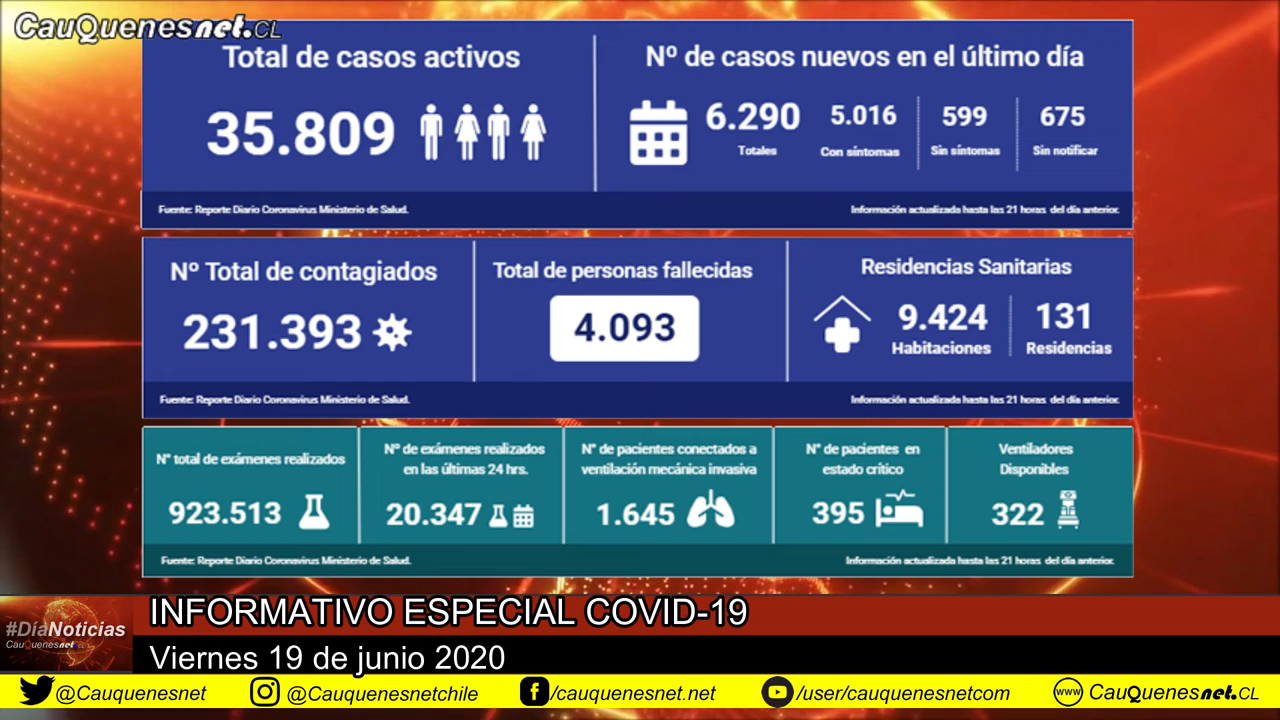 CauQuenesnet.CL
Total de casos activos
35.809
Nº de casos nuevos en el último día
6.290
Totales
5.016
Con síntomas
599
Sin síntomas
675
Sin notificar
Fuente: Reporte Diario Coronavirus Ministerio de Salud.
Información actualizada hasta las 21 horas del día anterior.
Nº Total de contagiados
231.393
Total de personas fallecidas
4.093
Residencias Sanitarias
9.424
Habitaciones
131
Residencias
Fuente: Reporte Diario Coronavirus Ministerio de Salud.
Información actualizada hasta las 21 horas del día anterior.
N° total de exámenes realizados
923.513
Nº de exámenes realizados
en las últimas 24 hrs.
20.347
N° de pacientes conectados a
ventilación mecánica invasiva
1.645
N° de pacientes en
estado crítico
395
Ventiladores
Disponibles
322
Fuente: Reporte Diario Coronavirus Ministerio de Salud.
Información actualizada hasta las 21 horas del día anterior.
#DíaNoticias
CauQuenesnet.CL
INFORMATIVO ESPECIAL COVID-19
Viernes 19 de junio 2020
@Cauquenesnet
@Cauquenesnetchile
/cauquenesnet.net
/user/cauquenesnetcom
www
CauQuenesnet.CL